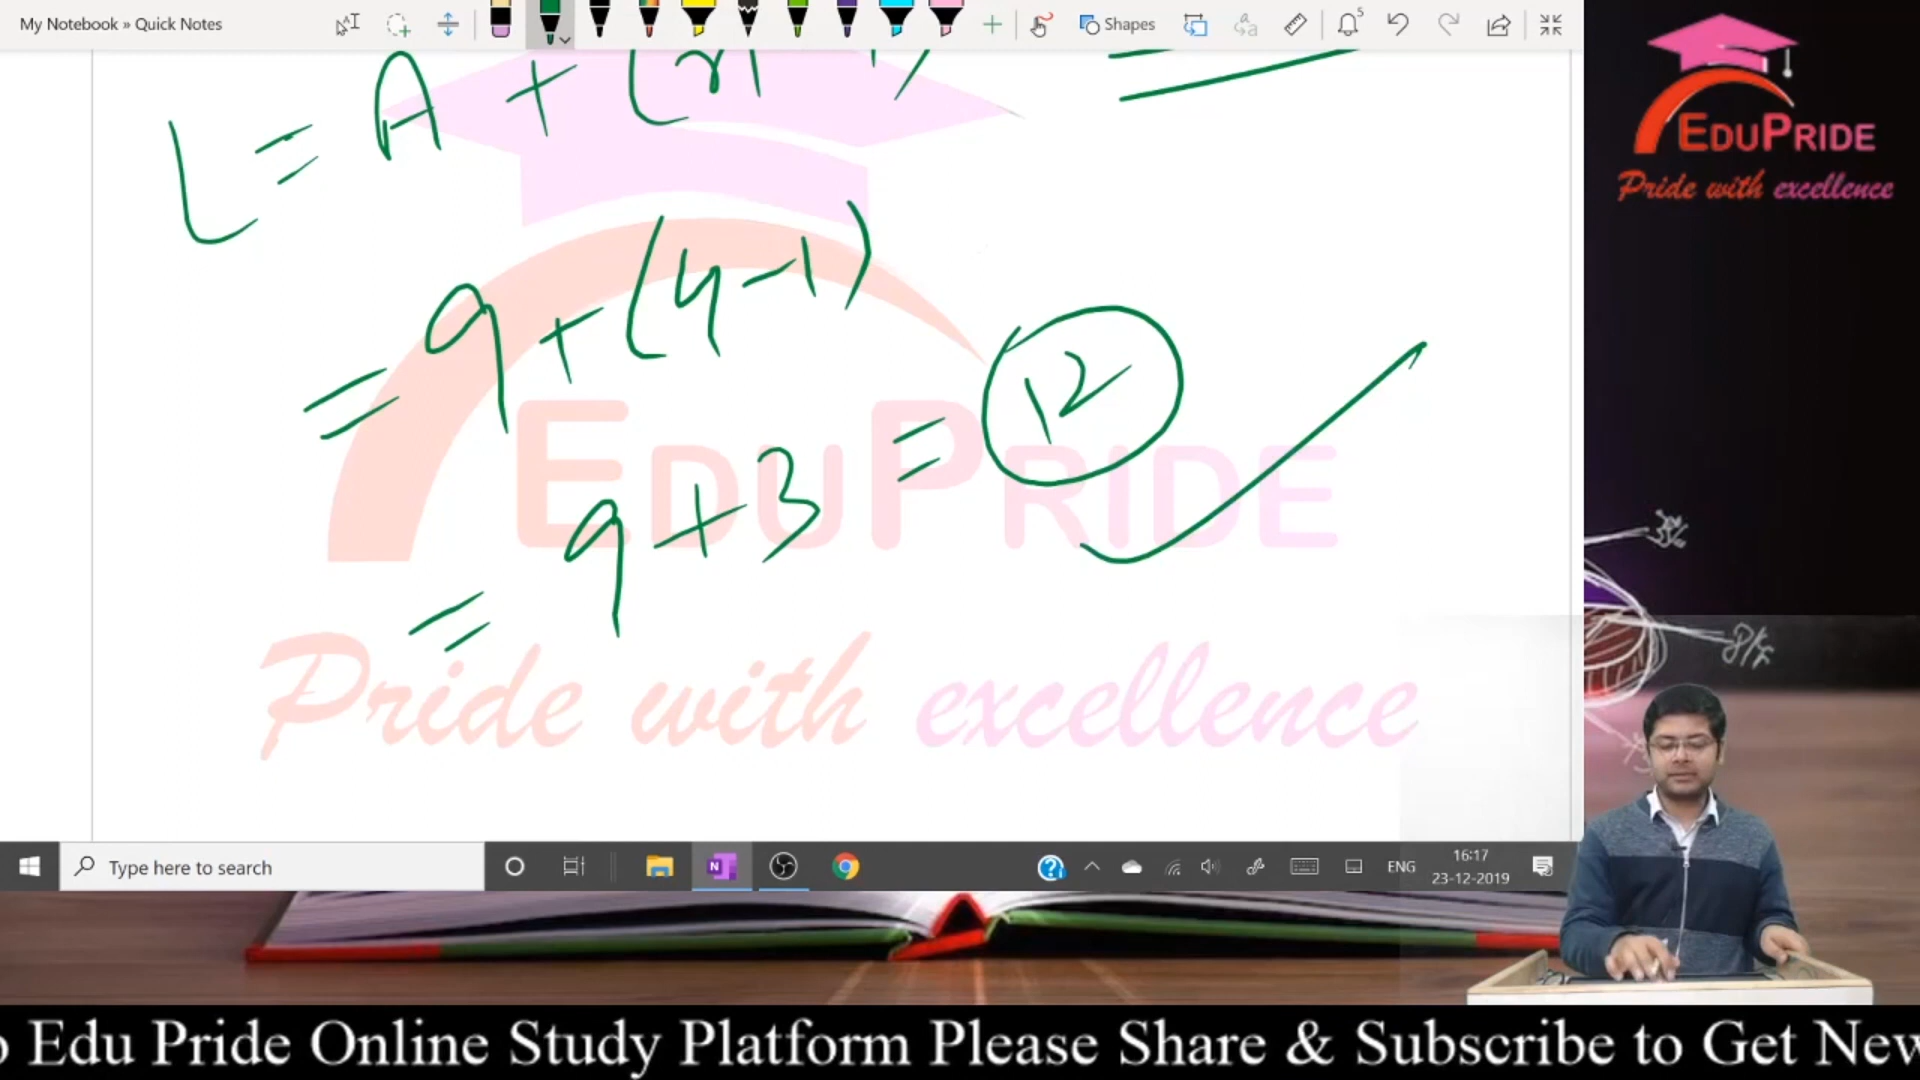 My Notebook » Quick Notes
Shapes
5
L = A + (n-1)
= 9 + (4-1)
= 9 + 3 = 12
EDUPRIDE
Pride with excellence
EDUPRIDE
Pride with excellence
Type here to search
ENG
16:17
23-12-2019
Edu Pride Online Study Platform Please Share & Subscribe to Get New